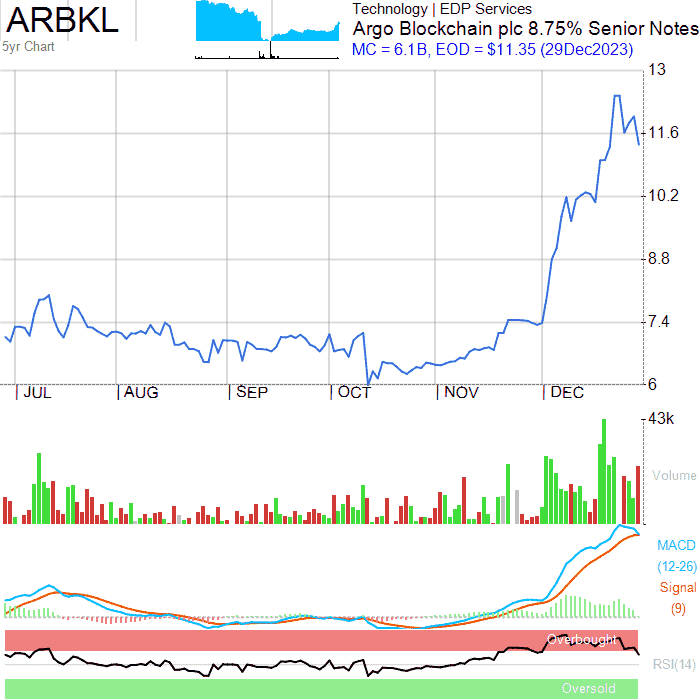 ARBKL
5yr Chart
Technology | EDP Services
Argo Blockchain plc 8.75% Senior Notes
MC = 6.1B, EOD = $11.35 (29Dec2023)
13
11.6
10.2
8.8
7.4
6
JUL AUG SEP OCT NOV DEC
43k
Volume
MACD
(12-26)
Signal
(9)
Overbought
RSI(14)
Oversold